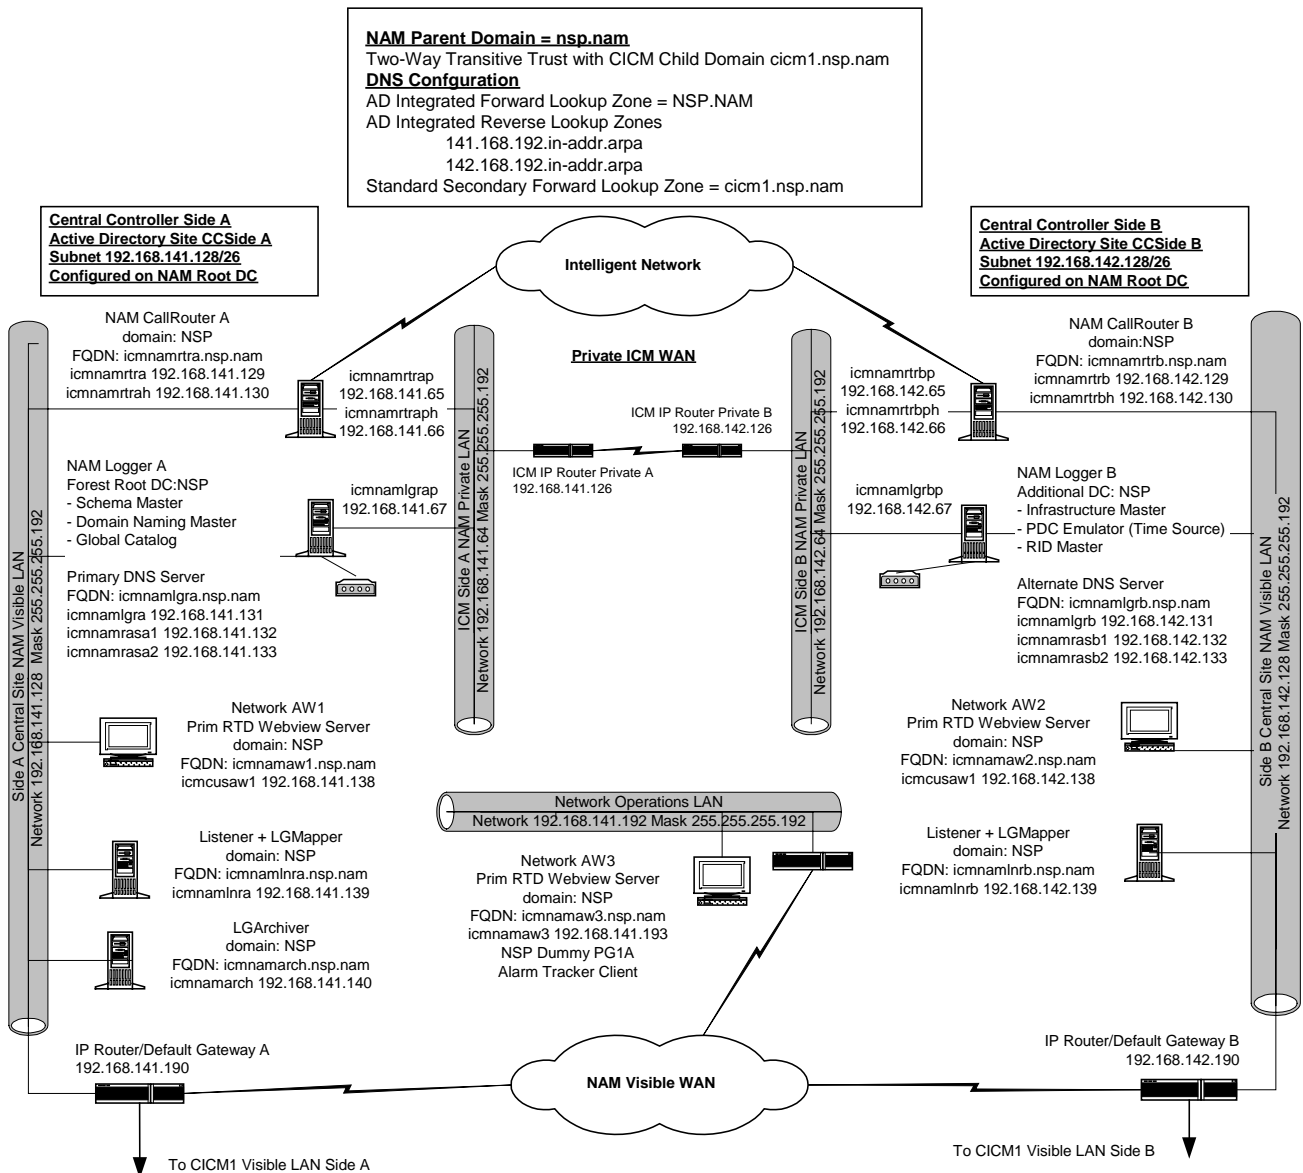 NAM Parent Domain = nsp.nam
Two-Way Transitive Trust with CICM Child Domain cicm1.nsp.nam
DNS Confguration
AD Integrated Forward Lookup Zone = NSP.NAM
AD Integrated Reverse Lookup Zones
141.168.192.in-addr.arpa
142.168.192.in-addr.arpa
Standard Secondary Forward Lookup Zone = cicm1.nsp.nam
Central Controller Side A
Active Directory Site CCSide A
Subnet 192.168.141.128/26
Configured on NAM Root DC
Central Controller Side B
Active Directory Site CCSide B
Subnet 192.168.142.128/26
Configured on NAM Root DC
Intelligent Network
NAM CallRouter A
domain: NSP
FQDN: icmnamrtra.nsp.nam
icmnamrtra 192.168.141.129
icmnamrtrah 192.168.141.130
icmnamrtrap
192.168.141.65
icmnamrtraph
192.168.141.66
Private ICM WAN
ICM IP Router Private B
192.168.142.126
ICM IP Router Private A
192.168.141.126
icmnamrtrbp
192.168.142.65
icmnamrtrbph
192.168.142.66
NAM CallRouter B
domain:NSP
FQDN: icmnamrtrb.nsp.nam
icmnamrtrb 192.168.142.129
icmnamrtrbh 192.168.142.130
NAM Logger A
Forest Root DC:NSP
- Schema Master
- Domain Naming Master
- Global Catalog
Primary DNS Server
FQDN: icmnamlgra.nsp.nam
icmnamlgra 192.168.141.131
icmnamrasa1 192.168.141.132
icmnamrasa2 192.168.141.133
icmnamlgrap
192.168.141.67
icmnamlgrbp
192.168.142.67
NAM Logger B
Additional DC: NSP
- Infrastructure Master
- PDC Emulator (Time Source)
- RID Master
Alternate DNS Server
FQDN: icmnamlgrb.nsp.nam
icmnamlgrb 192.168.142.131
icmnamrasb1 192.168.142.132
icmnamrasb2 192.168.142.133
Side A Central Site NAM Visible LAN
Network 192.168.141.128 Mask 255.255.255.192
ICM Side A NAM Private LAN
Network 192.168.141.64 Mask 255.255.255.192
ICM Side B NAM Private LAN
Network 192.168.142.64 Mask 255.255.255.192
Side B Central Site NAM Visible LAN
Network 192.168.142.128 Mask 255.255.255.192
Network AW1
Prim RTD Webview Server
domain: NSP
FQDN: icmnamaw1.nsp.nam
icmcusaw1 192.168.141.138
Network AW2
Prim RTD Webview Server
domain: NSP
FQDN: icmnamaw2.nsp.nam
icmcusaw1 192.168.142.138
Network Operations LAN
Network 192.168.141.192 Mask 255.255.255.192
Listener + LGMapper
domain: NSP
FQDN: icmnamlnra.nsp.nam
icmnamlnra 192.168.141.139
Network AW3
Prim RTD Webview Server
domain: NSP
FQDN: icmnamaw3.nsp.nam
icmnamaw3 192.168.141.193
NSP Dummy PG1A
Alarm Tracker Client
Listener + LGMapper
domain: NSP
FQDN: icmnamlnrb.nsp.nam
icmnamlnrb 192.168.142.139
LGArchiver
domain: NSP
FQDN: icmnamarch.nsp.nam
icmnamarch 192.168.141.140
IP Router/Default Gateway A
192.168.141.190
NAM Visible WAN
IP Router/Default Gateway B
192.168.142.190
To CICM1 Visible LAN Side A
To CICM1 Visible LAN Side B